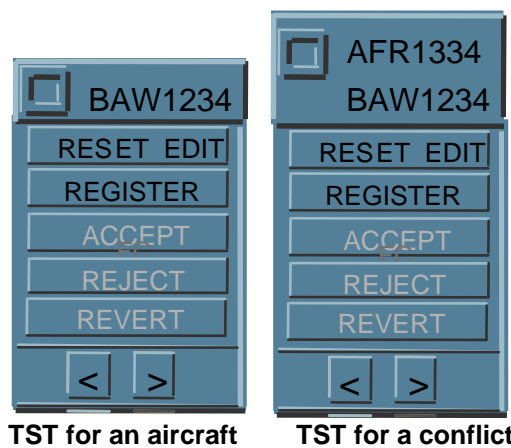 BAW1234
RESET EDIT
REGISTER
ACCEPT
REJECT
REVERT
< >
TST for an aircraft
AFR1334
BAW1234
RESET EDIT
REGISTER
ACCEPT
REJECT
REVERT
< >
TST for a conflict